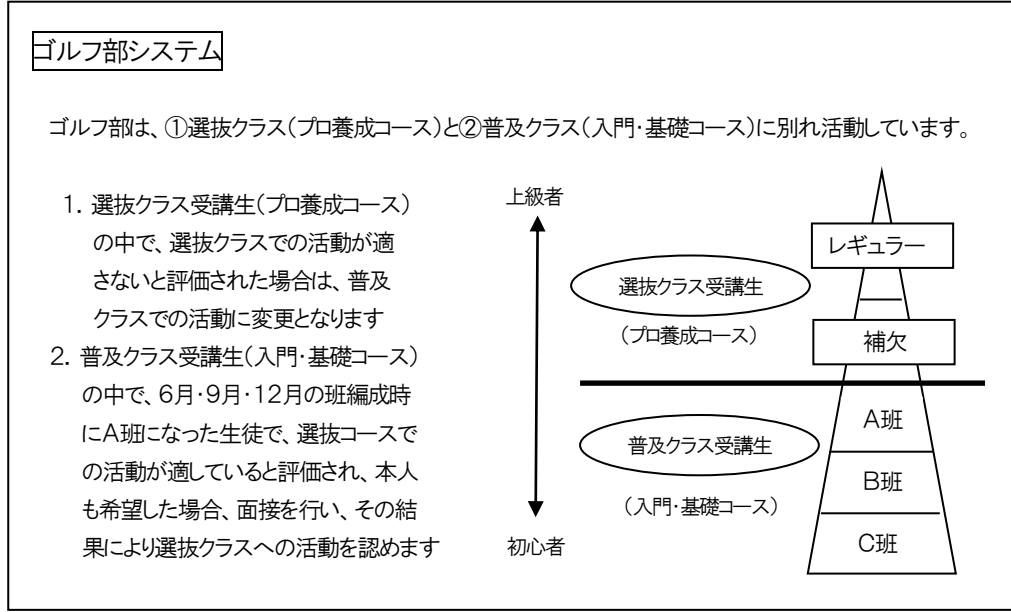 ゴルフ部システム
ゴルフ部は、①選抜クラス(プロ養成コース)と②普及クラス(入門・基礎コース)に別れ活動しています。
1. 選抜クラス受講生(プロ養成コース)
の中で、選抜クラスでの活動が適
さないと評価された場合は、普及
クラスでの活動に変更となります
2. 普及クラス受講生(入門・基礎コース)
の中で、6月・9月・12月の班編成時
にA班になった生徒で、選抜コースで
の活動が適していると評価され、本人
も希望した場合、面接を行い、その結
果により選抜クラスへの活動を認めます
上級者
初心者
選抜クラス受講生
(プロ養成コース)
普及クラス受講生
(入門・基礎コース)
レギュラー
補欠
A班
B班
C班